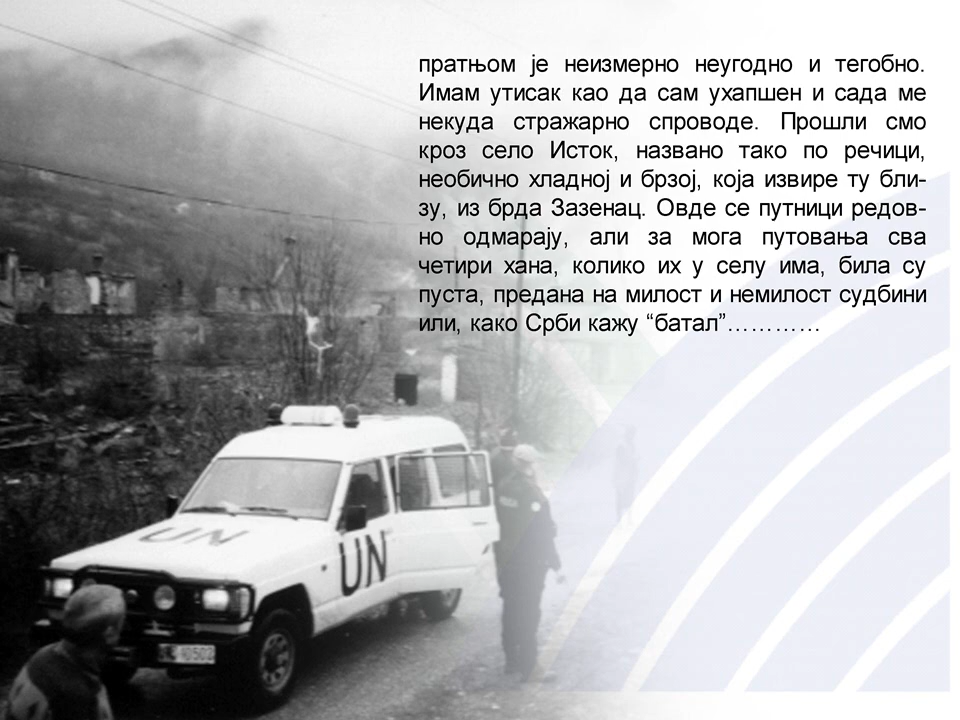 пратњом је неизмерно неугодно и тегобно.
Имам утисак као да сам ухапшен и сада ме
некуда стражарно спроводе. Прошли смо
кроз село Исток, названо тако по речици,
необично хладној и брзој, која извире ту бли-
зу, из брда Зазенац. Овде се путници редов-
но одмарају, али за мога путовања сва
четири хана, колико их у селу има, била су
пуста, предана на милост и немилост судбини
или, како Срби кажу “батал”…………
UN
UN